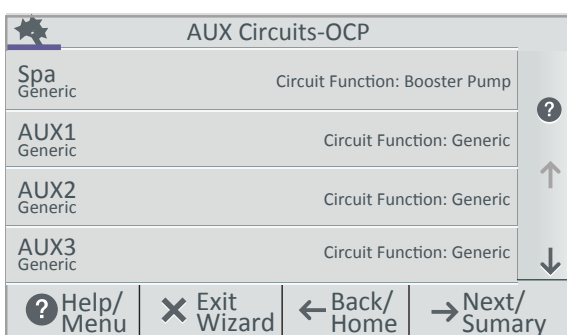 AUX Circuits-OCP
Spa
Generic
Circuit Function: Booster Pump
?
AUX1
Generic
Circuit Function: Generic
AUX2
Generic
Circuit Function: Generic
AUX3
Generic
Circuit Function: Generic
? Help/
Menu
Exit
Wizard
Back/
Home
Next/
Sumary